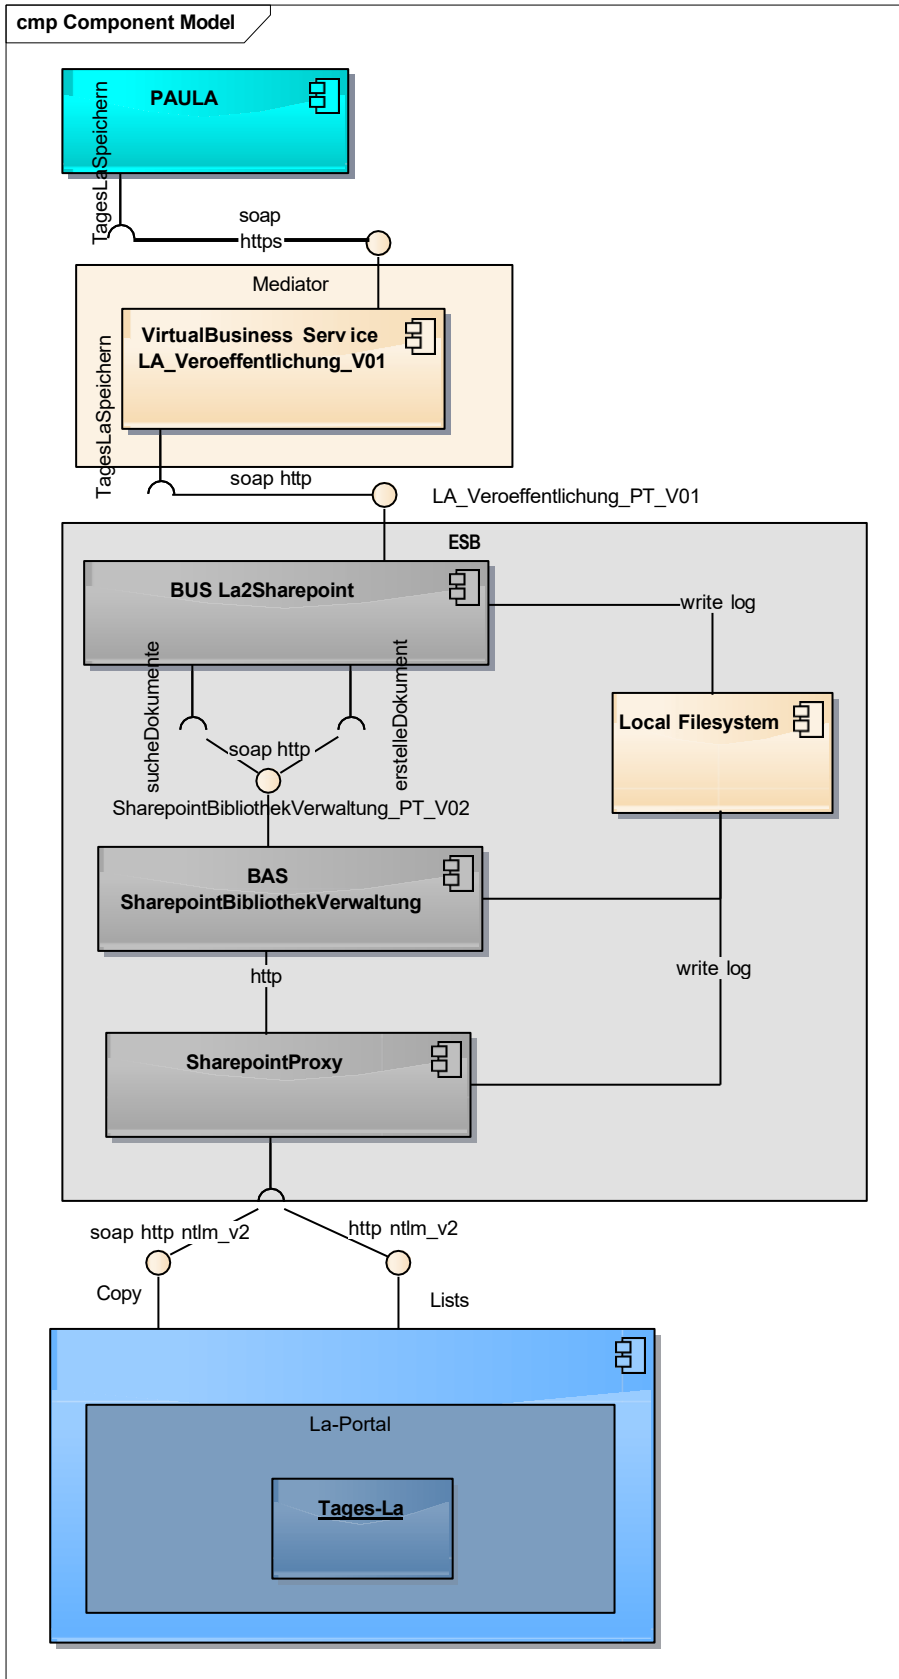 cmp Component Model
PAULA
TagesLaSpeichern
soap
https
Mediator
VirtualBusiness Service
LA_Veroeffentlichung_V01
TagesLaSpeichern
soap http
LA_Veroeffentlichung_PT_V01
ESB
BUS La2Sharepoint
write log
sucheDokumente
erstelleDokument
Local Filesystem
soap http
SharepointBibliothekVerwaltung_PT_V02
BAS
SharepointBibliothekVerwaltung
http
write log
SharepointProxy
soap http ntlm_v2
http ntlm_v2
Copy
Lists
La-Portal
Tages-La